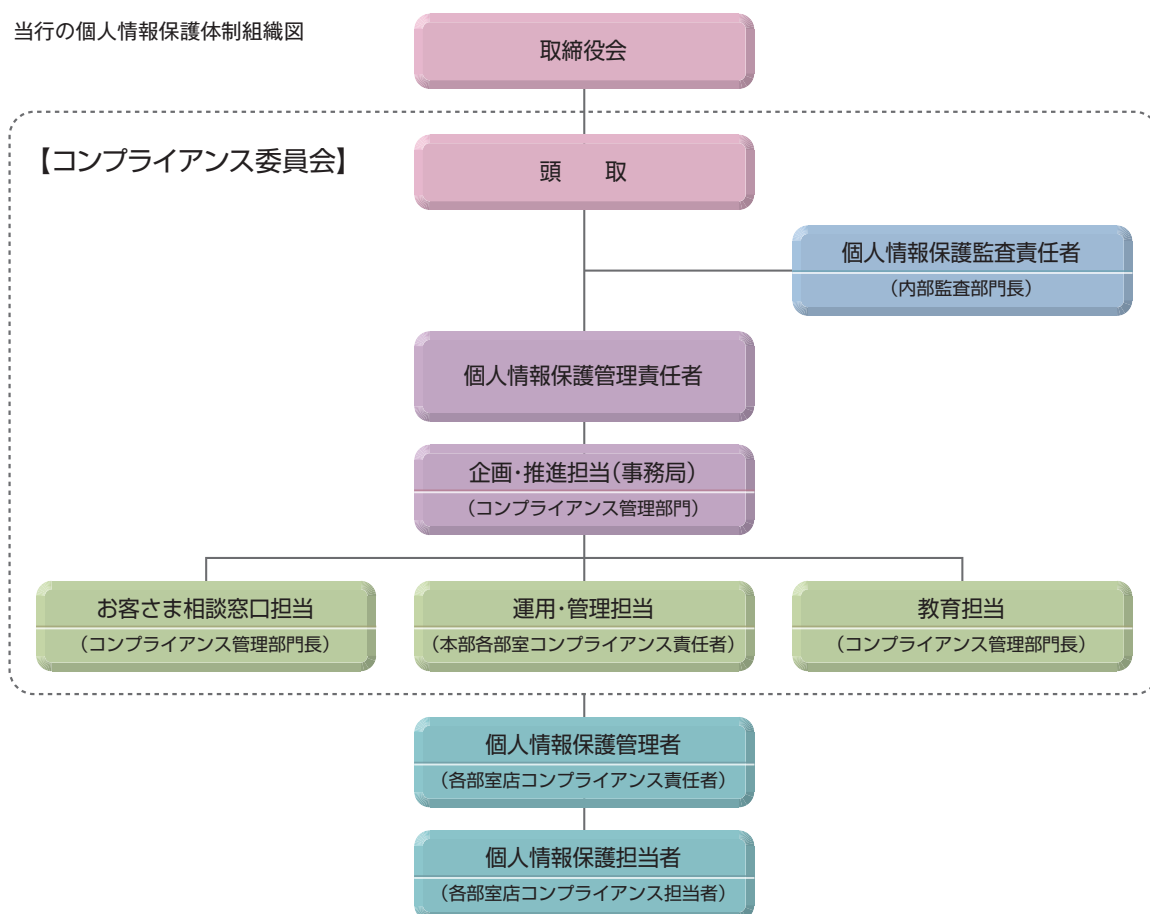 当行の個人情報保護体制組織図
取締役会
【コンプライアンス委員会】
頭　取
個人情報保護監査責任者
（内部監査部門長）
個人情報保護管理責任者
企画・推進担当（事務局）
（コンプライアンス管理部門）
お客さま相談窓口担当
（コンプライアンス管理部門長）
運用・管理担当
（本部各部室コンプライアンス責任者）
教育担当
（コンプライアンス管理部門長）
個人情報保護管理者
（各部室店コンプライアンス責任者）
個人情報保護担当者
（各部室店コンプライアンス担当者）